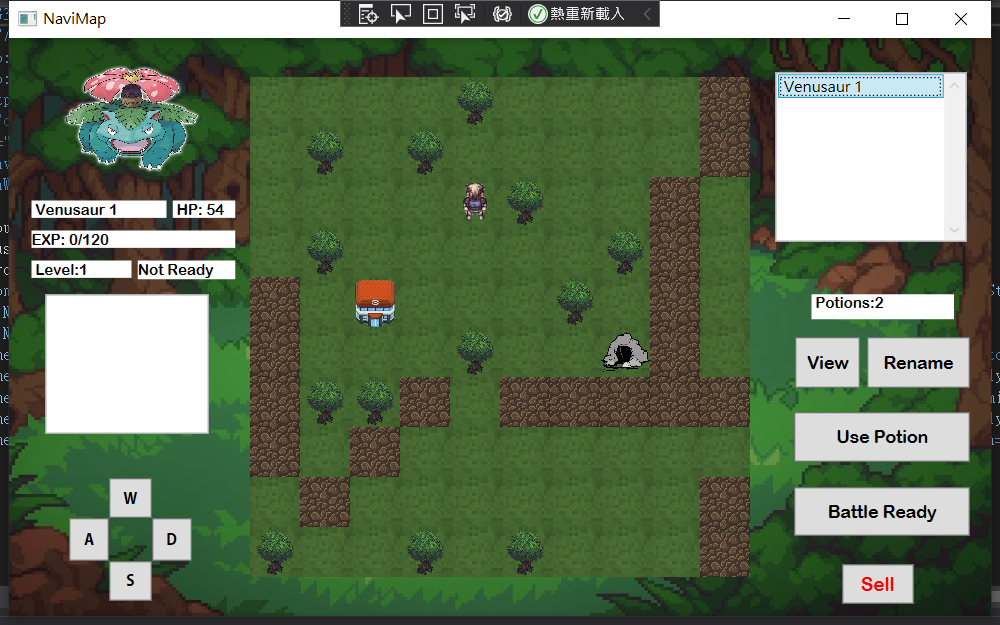 NaviMap
熱重新載入
Venusaur 1
Venusaur 1
HP: 54
EXP: 0/120
Level:1
Not Ready
Potions:2
View
Rename
Use Potion
Battle Ready
Sell
W
A
D
S